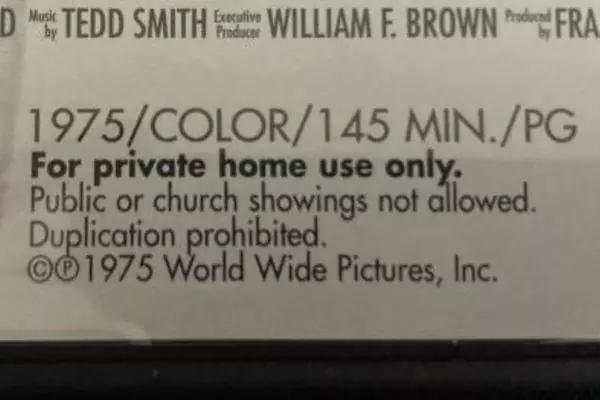 D Music by TEDD SMITH Executive Producer WILLIAM F. BROWN Produced by FRA
1975/COLOR/145 MIN./PG
For private home use only.
Public or church showings not allowed.
Duplication prohibited.
©℗1975 World Wide Pictures, Inc.